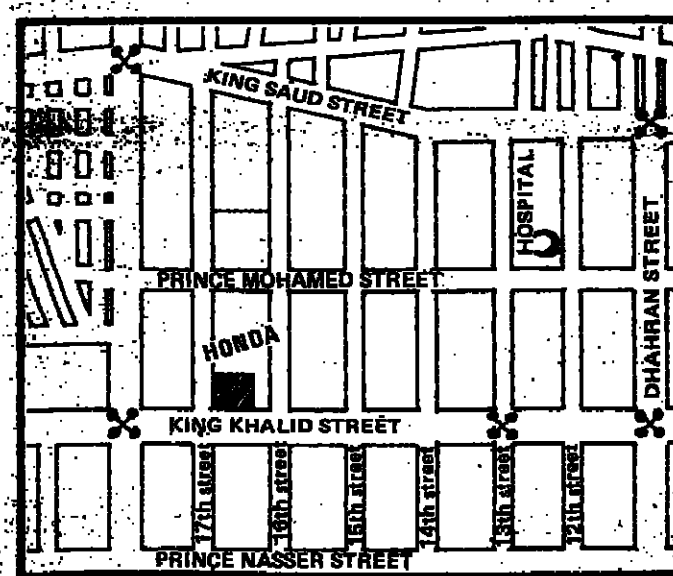 KING SAUD STREET
HOSPITAL
DHAHRAN STREET
PRINCE MOHAMED STREET
HONDA
KING KHALID STREET
17th street
16th street
15th street
14th street
13th street
12th street
PRINCE NASSER STREET